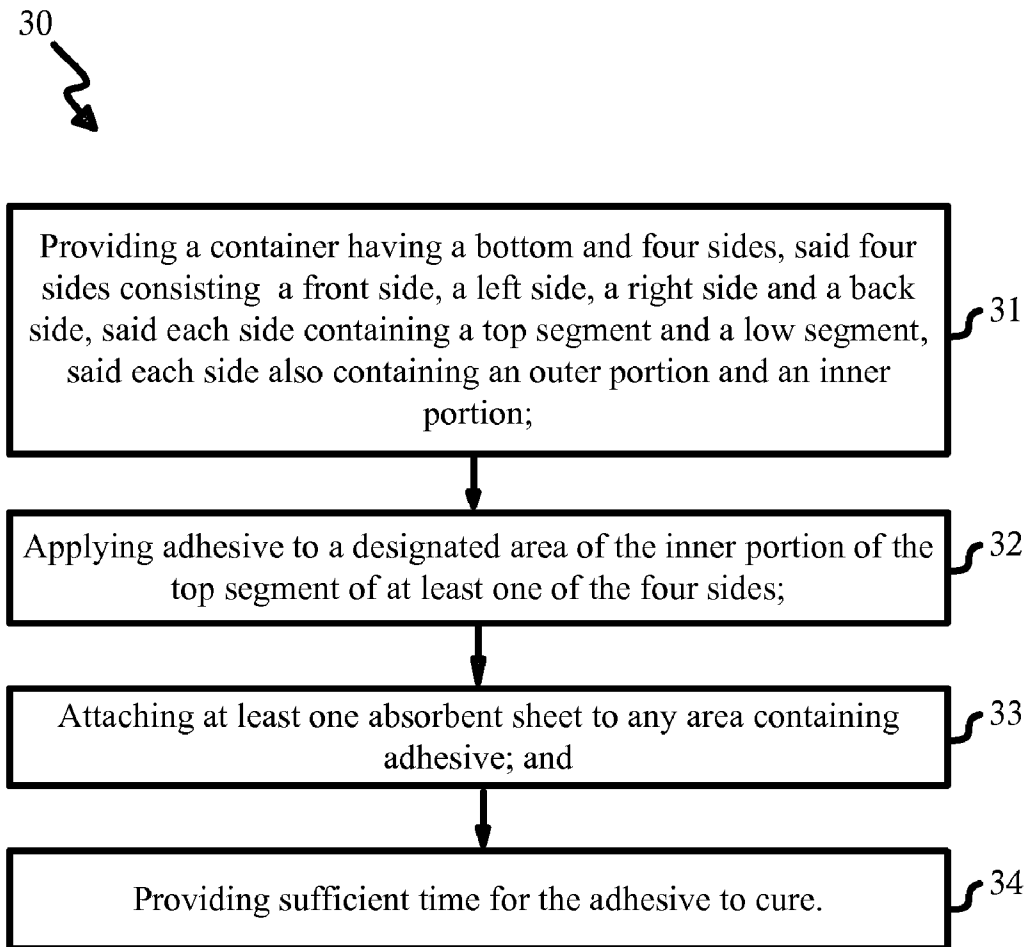 30
Providing a container having a bottom and four sides, said four
sides consisting a front side, a left side, a right side and a back
side, said each side containing a top segment and a low segment,
said each side also containing an outer portion and an inner
portion;
31
Applying adhesive to a designated area of the inner portion of the
top segment of at least one of the four sides;
32
Attaching at least one absorbent sheet to any area containing
adhesive; and
33
Providing sufficient time for the adhesive to cure.
34